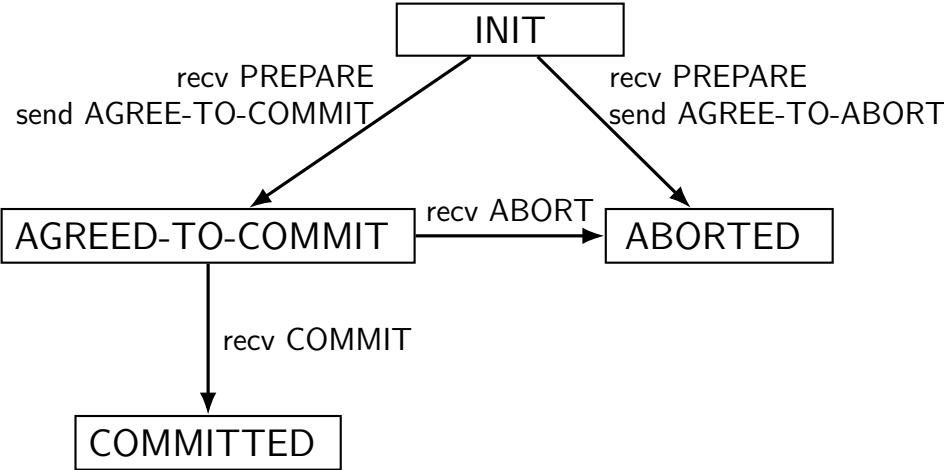 INIT
recv PREPARE
send AGREE-TO-COMMIT
recv PREPARE
send AGREE-TO-ABORT
AGREED-TO-COMMIT
recv ABORT
ABORTED
recv COMMIT
COMMITTED